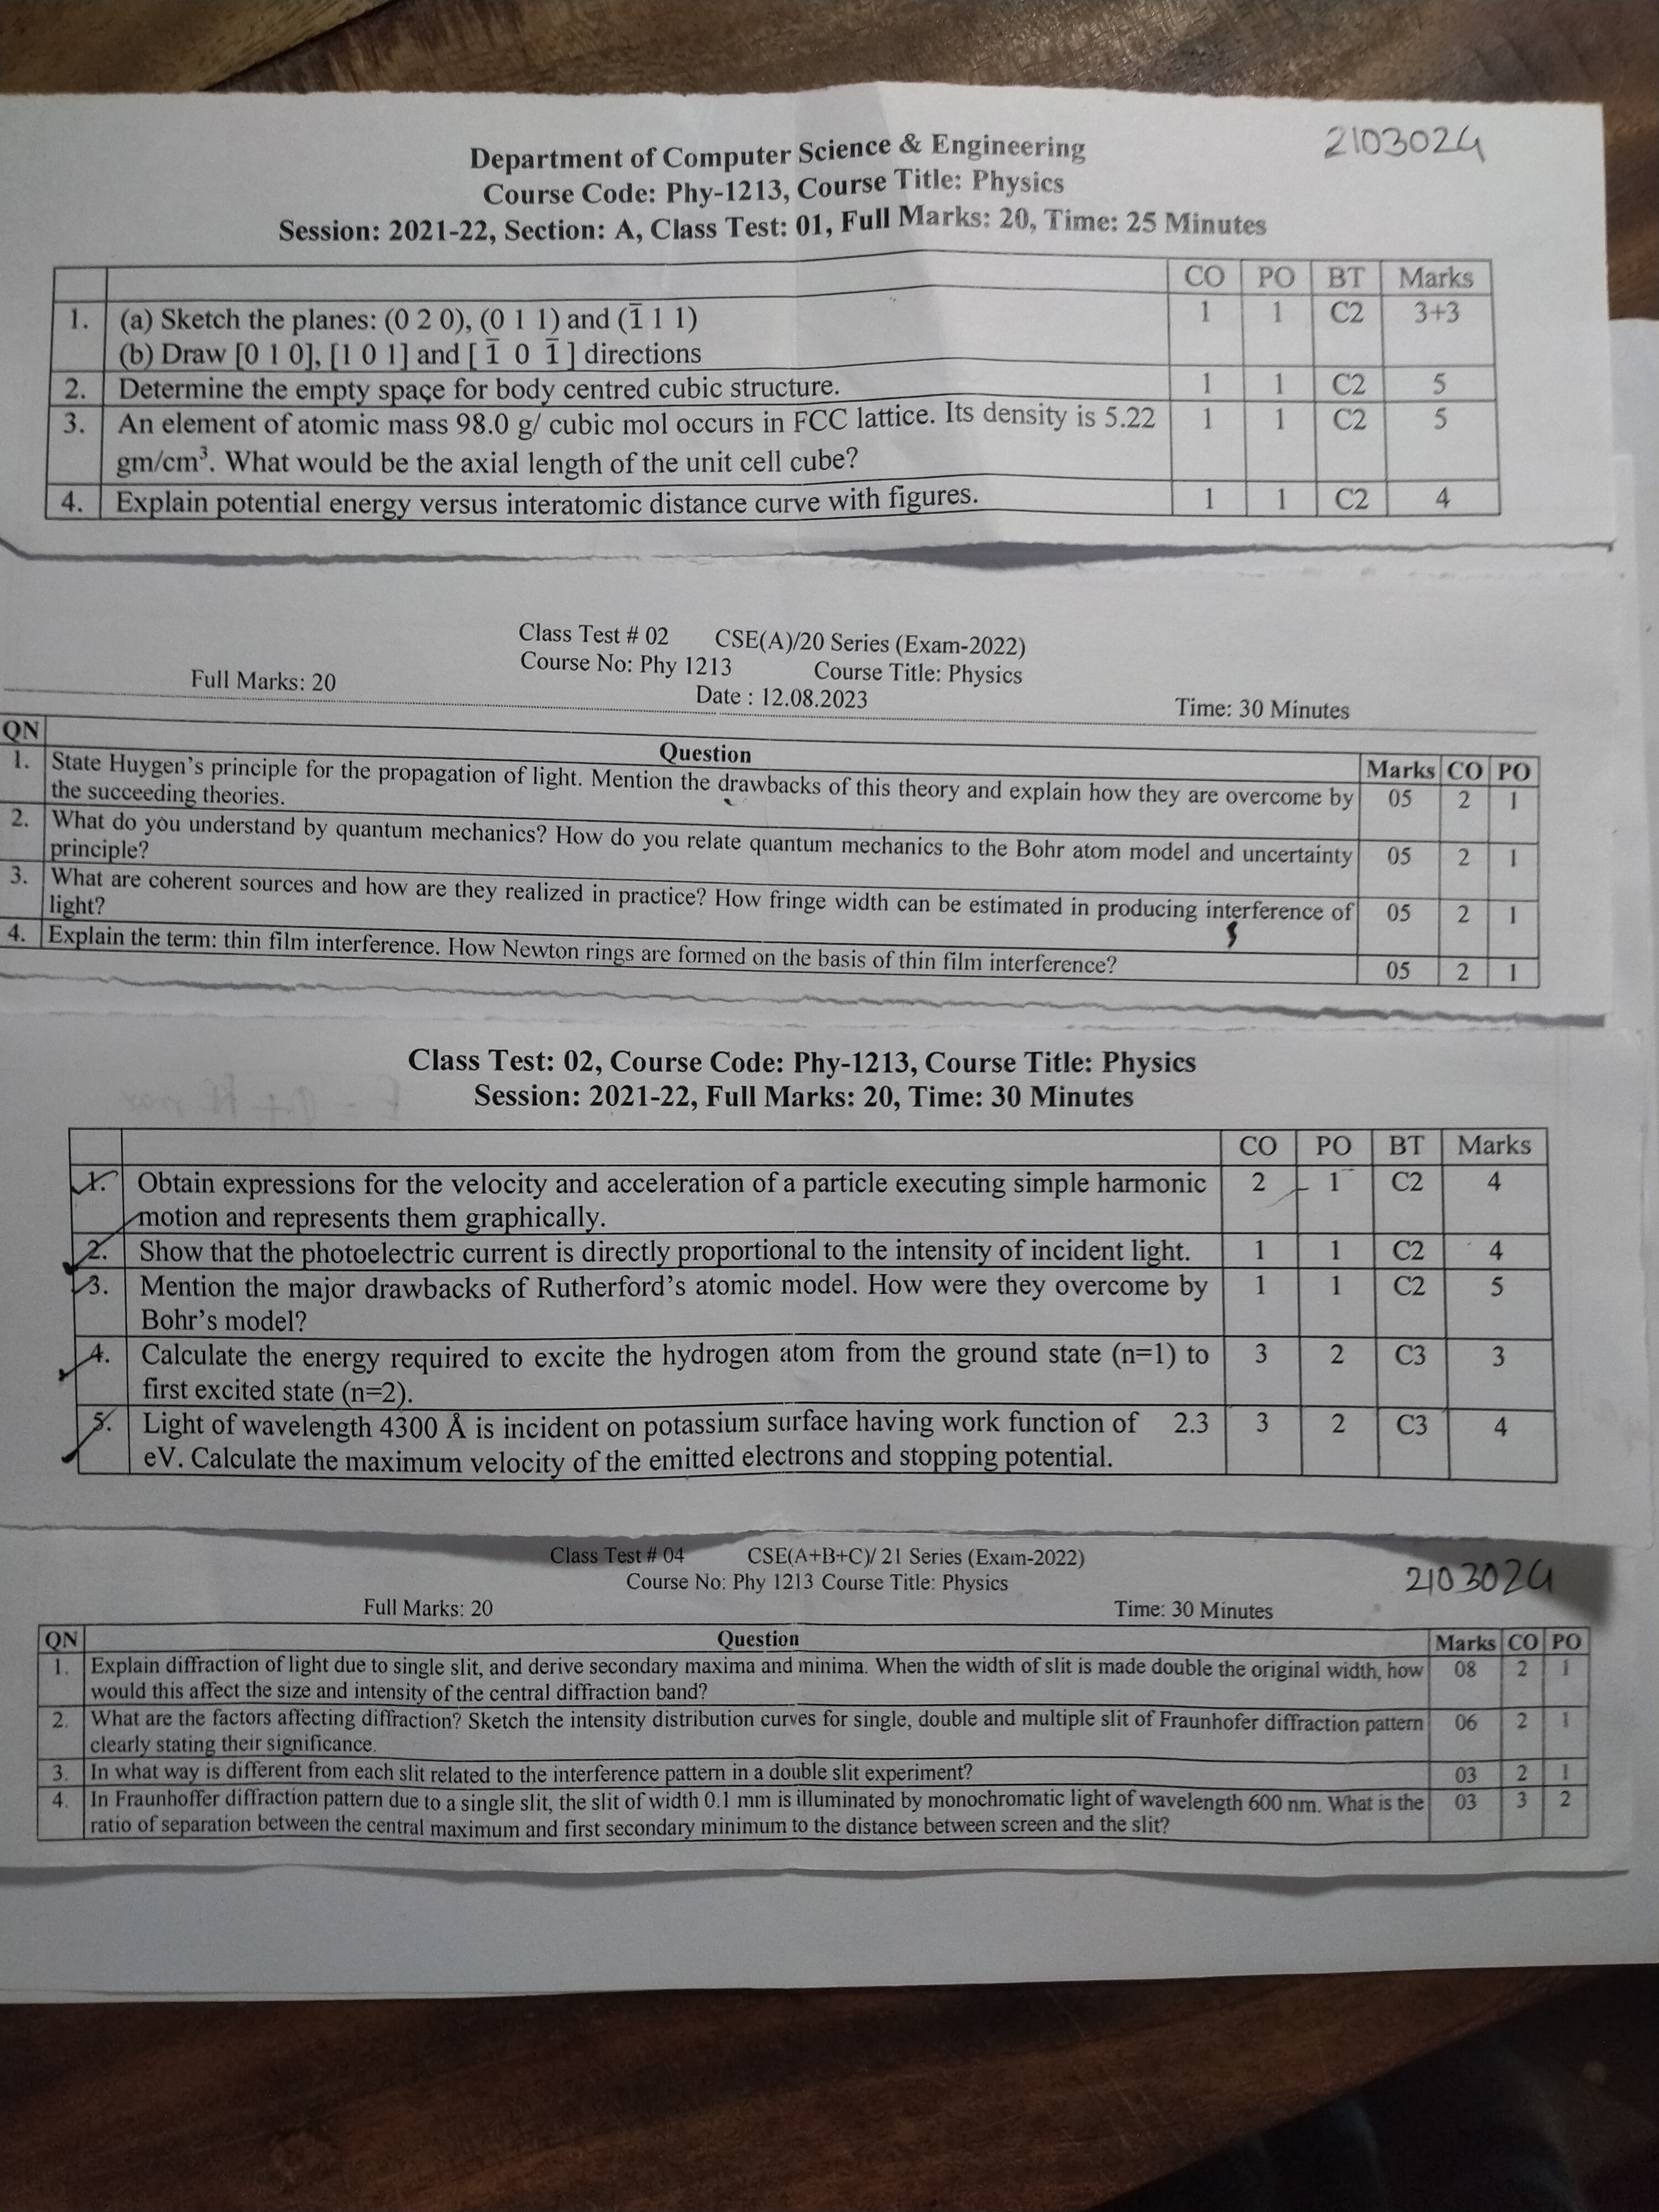 2103024
Department of Computer Science & Engineering
Course Code: Phy-1213, Course Title: Physics
Session: 2021-22, Section: A, Class Test: 01, Full Marks: 20, Time: 25 Minutes
CO PO BT Marks
1. (a) Sketch the planes: (0 2 0), (0 1 1) and (1̅ 1 1) 1 1 C2 3+3
(b) Draw [0 1 0], [1 0 1] and [ 1̅ 0 1̅ ] directions
2. Determine the empty space for body centred cubic structure. 1 1 C2 5
3. An element of atomic mass 98.0 g/ cubic mol occurs in FCC lattice. Its density is 5.22 1 1 C2 5
gm/cm³. What would be the axial length of the unit cell cube?
4. Explain potential energy versus interatomic distance curve with figures. 1 1 C2 4
Class Test # 02 CSE(A)/20 Series (Exam-2022)
Course No: Phy 1213 Course Title: Physics
Full Marks: 20 Date : 12.08.2023 Time: 30 Minutes
QN Question Marks CO PO
1. State Huygen's principle for the propagation of light. Mention the drawbacks of this theory and explain how they are overcome by 05 2 1
the succeeding theories.
2. What do you understand by quantum mechanics? How do you relate quantum mechanics to the Bohr atom model and uncertainty 05 2 1
principle?
3. What are coherent sources and how are they realized in practice? How fringe width can be estimated in producing interference of 05 2 1
light?
4. Explain the term: thin film interference. How Newton rings are formed on the basis of thin film interference? 05 2 1
Class Test: 02, Course Code: Phy-1213, Course Title: Physics
Session: 2021-22, Full Marks: 20, Time: 30 Minutes
CO PO BT Marks
1. Obtain expressions for the velocity and acceleration of a particle executing simple harmonic 2 1 C2 4
motion and represents them graphically.
2. Show that the photoelectric current is directly proportional to the intensity of incident light. 1 1 C2 4
3. Mention the major drawbacks of Rutherford's atomic model. How were they overcome by 1 1 C2 5
Bohr's model?
4. Calculate the energy required to excite the hydrogen atom from the ground state (n=1) to 3 2 C3 3
first excited state (n=2).
5. Light of wavelength 4300 Å is incident on potassium surface having work function of 2.3 3 2 C3 4
eV. Calculate the maximum velocity of the emitted electrons and stopping potential.
Class Test # 04 CSE(A+B+C)/ 21 Series (Exam-2022)
Course No: Phy 1213 Course Title: Physics
2103024
Full Marks: 20 Time: 30 Minutes
QN Question Marks CO PO
1. Explain diffraction of light due to single slit, and derive secondary maxima and minima. When the width of slit is made double the original width, how 08 2 1
would this affect the size and intensity of the central diffraction band?
2. What are the factors affecting diffraction? Sketch the intensity distribution curves for single, double and multiple slit of Fraunhofer diffraction pattern 06 2 1
clearly stating their significance.
3. In what way is different from each slit related to the interference pattern in a double slit experiment? 03 2 1
4. In Fraunhoffer diffraction pattern due to a single slit, the slit of width 0.1 mm is illuminated by monochromatic light of wavelength 600 nm. What is the 03 3 2
ratio of separation between the central maximum and first secondary minimum to the distance between screen and the slit?